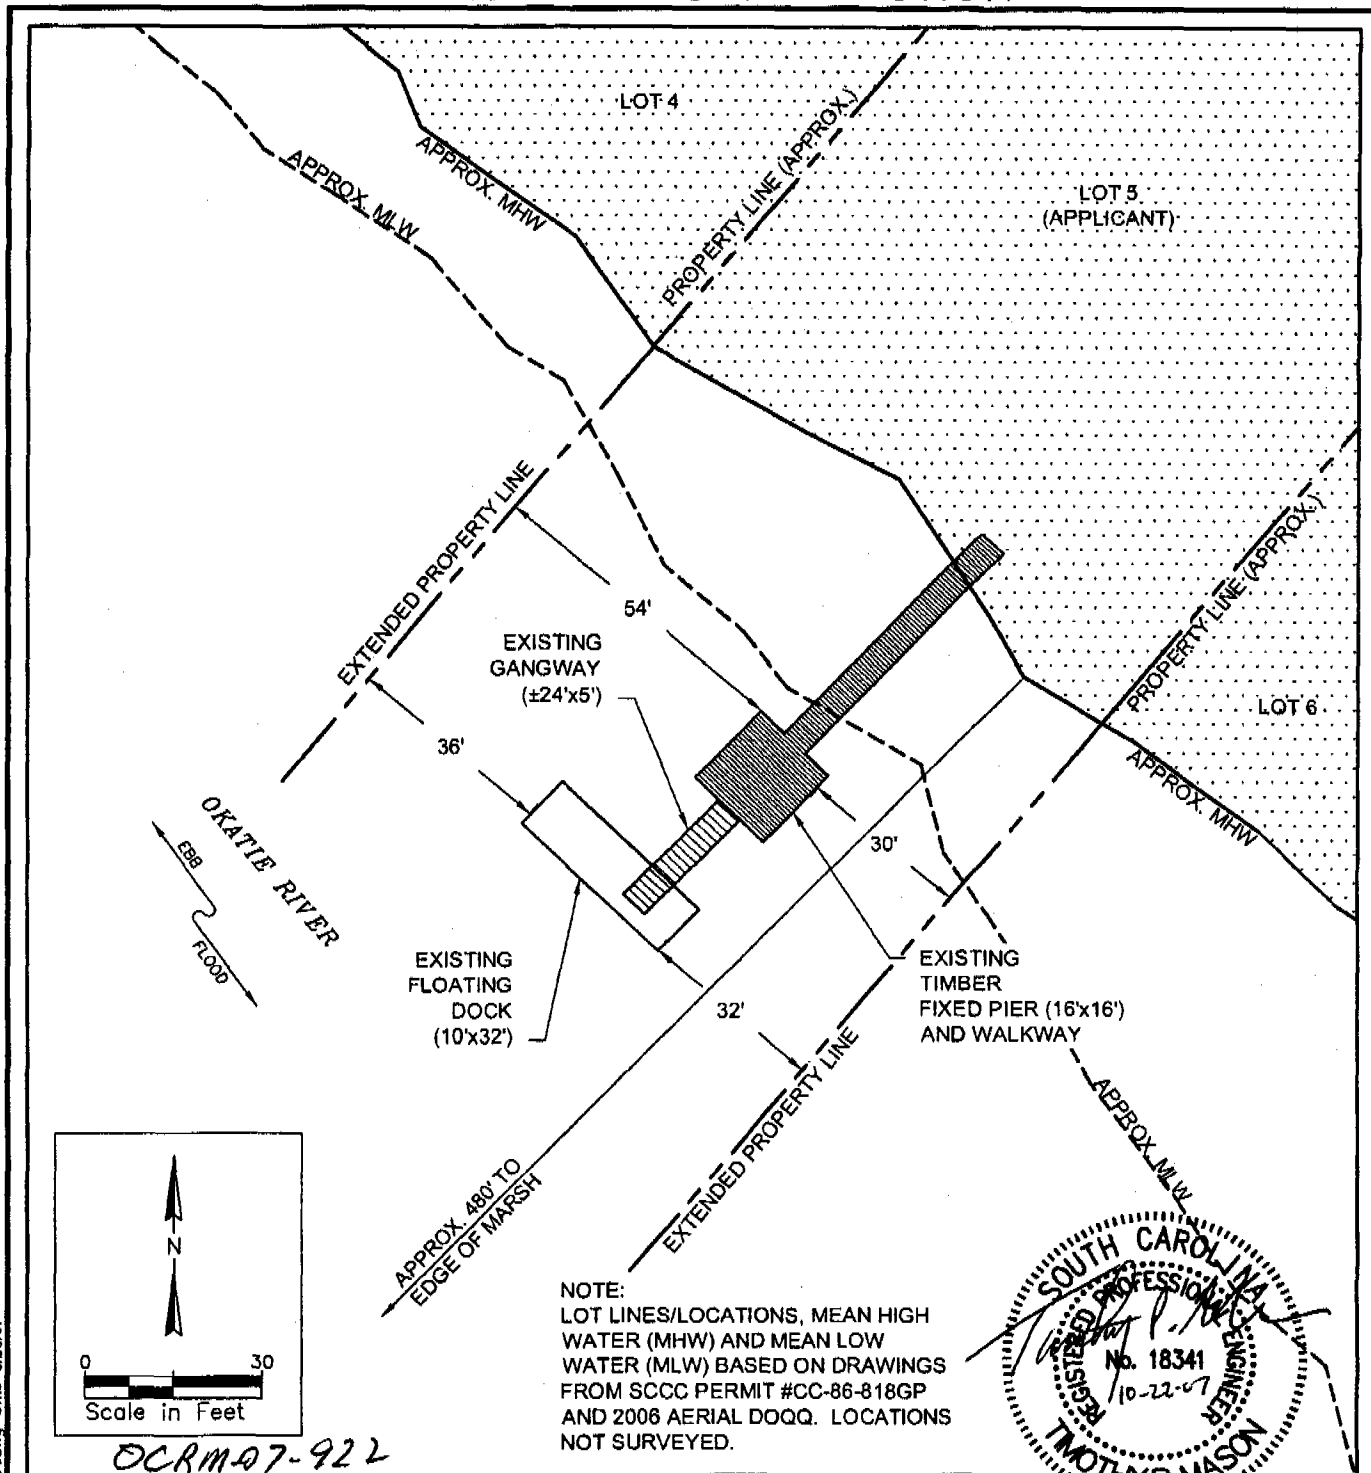 LOT 4
LOT 5
(APPLICANT)
LOT 6
APPROX. MLW
APPROX. MHW
PROPERTY LINE (APPROX.)
EXTENDED PROPERTY LINE
54'
EXISTING
GANGWAY
(±24'x5')
36'
PROPERTY LINE (APPROX.)
APPROX. MHW
OKATIE RIVER
EBB
FLOOD
30'
EXISTING
FLOATING
DOCK
(10'x32')
32'
EXISTING
TIMBER
FIXED PIER (16'x16')
AND WALKWAY
EXTENDED PROPERTY LINE
APPROX. MLW
APPROX. 480' TO
EDGE OF MARSH
N
0 30
Scale in Feet
OCRM-07-922
NOTE:
LOT LINES/LOCATIONS, MEAN HIGH
WATER (MHW) AND MEAN LOW
WATER (MLW) BASED ON DRAWINGS
FROM SCCC PERMIT #CC-86-818GP
AND 2006 AERIAL DOQQ. LOCATIONS
NOT SURVEYED.
SOUTH CAROLINA
REGISTERED PROFESSIONAL ENGINEER
No. 18341
10-22-07
MASON